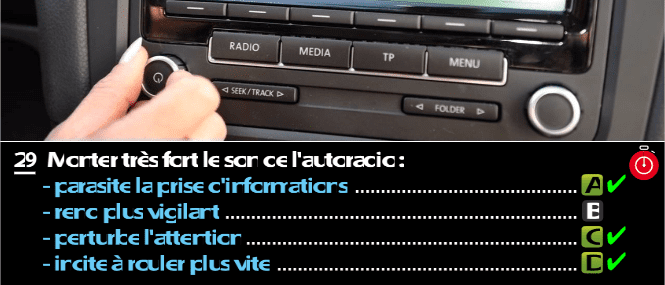 RADIO MEDIA TP MENU
SEEK/TRACK FOLDER
29 Monter très fort le son de l'autoradio :
- parasite la prise d'informations .......... A ✔
- rend plus vigilant .......... B
- perturbe l'attention .......... C ✔
- incite à rouler plus vite .......... D ✔